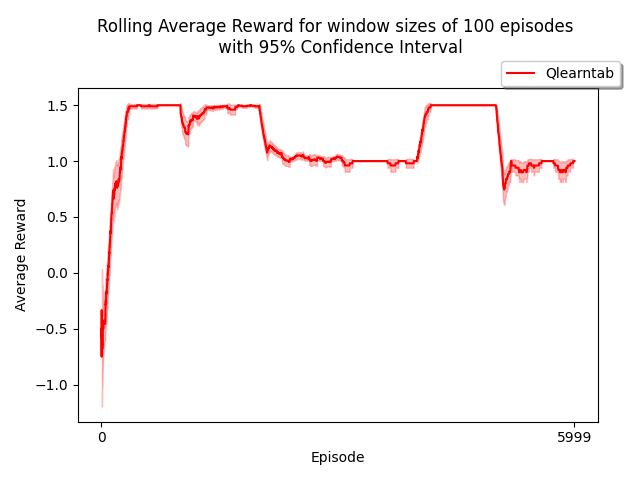 Rolling Average Reward for window sizes of 100 episodes
with 95% Confidence Interval
Qlearntab
1.5
1.0
0.5
0.0
−0.5
−1.0
Average Reward
0
5999
Episode